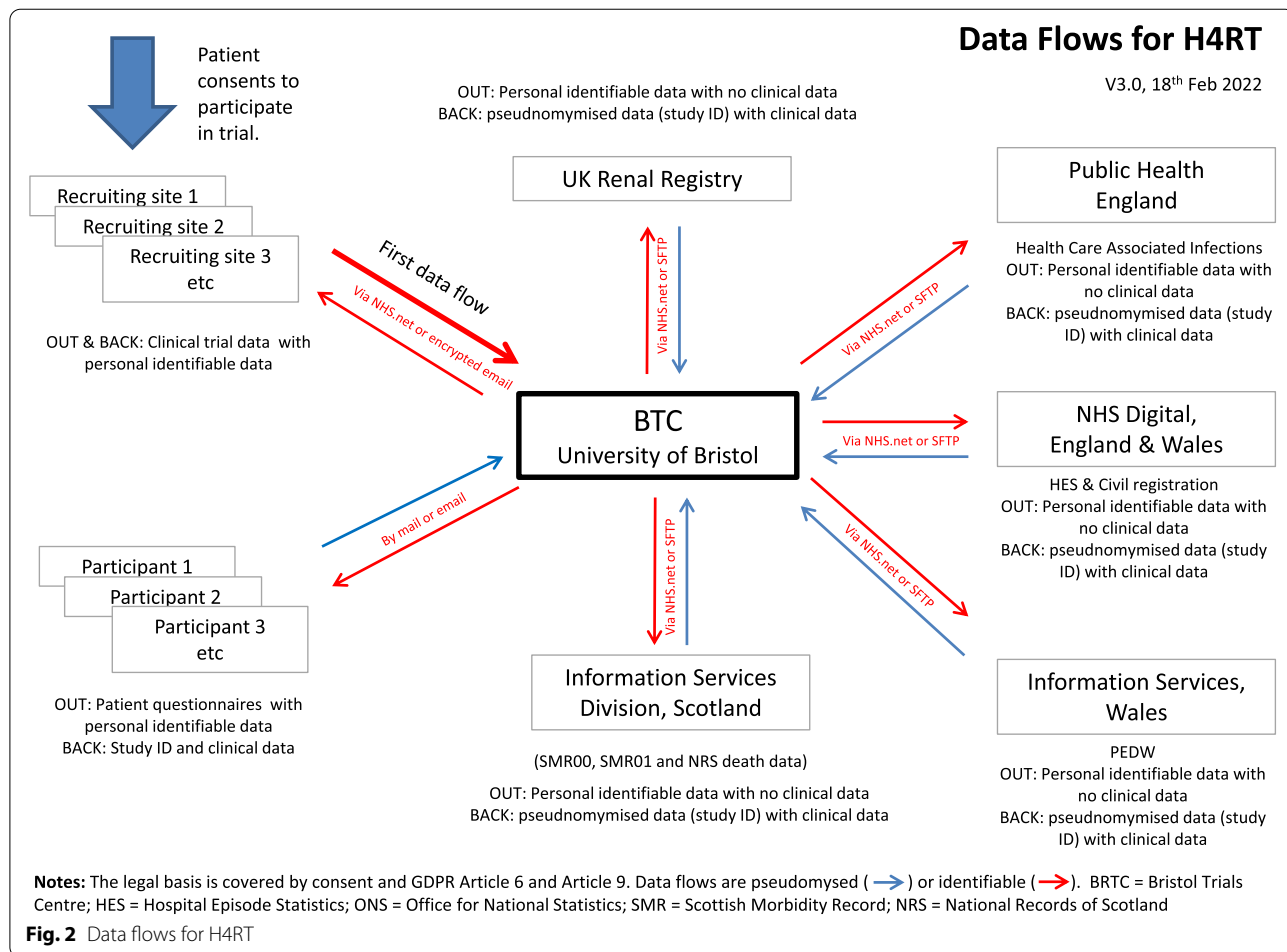 Data Flows for H4RT
V3.0, 18th Feb 2022
Patient
consents to
participate
in trial.
OUT: Personal identifiable data with no clinical data
BACK: pseudnomymised data (study ID) with clinical data
UK Renal Registry
Recruiting site 1
Recruiting site 2
Recruiting site 3
etc
OUT & BACK: Clinical trial data with
personal identifiable data
First data flow
Via NHS.net or encrypted email
Via NHS.net or SFTP
Via NHS.net or SFTP
Public Health
England
Health Care Associated Infections
OUT: Personal identifiable data with
no clinical data
BACK: pseudnomymised data (study
ID) with clinical data
BTC
University of Bristol
Via NHS.net or SFTP
NHS Digital,
England & Wales
HES & Civil registration
OUT: Personal identifiable data with
no clinical data
BACK: pseudnomymised data (study
ID) with clinical data
By mail or email
Via NHS.net or SFTP
Via NHS.net or SFTP
Participant 1
Participant 2
Participant 3
etc
OUT: Patient questionnaires with
personal identifiable data
BACK: Study ID and clinical data
Information Services
Division, Scotland
(SMR00, SMR01 and NRS death data)
OUT: Personal identifiable data with no clinical data
BACK: pseudnomymised data (study ID) with clinical data
Information Services,
Wales
PEDW
OUT: Personal identifiable data with
no clinical data
BACK: pseudnomymised data (study
ID) with clinical data
Notes: The legal basis is covered by consent and GDPR Article 6 and Article 9. Data flows are pseudomysed ( → ) or identifiable ( → ). BRTC = Bristol Trials
Centre; HES = Hospital Episode Statistics; ONS = Office for National Statistics; SMR = Scottish Morbidity Record; NRS = National Records of Scotland
Fig. 2 Data flows for H4RT